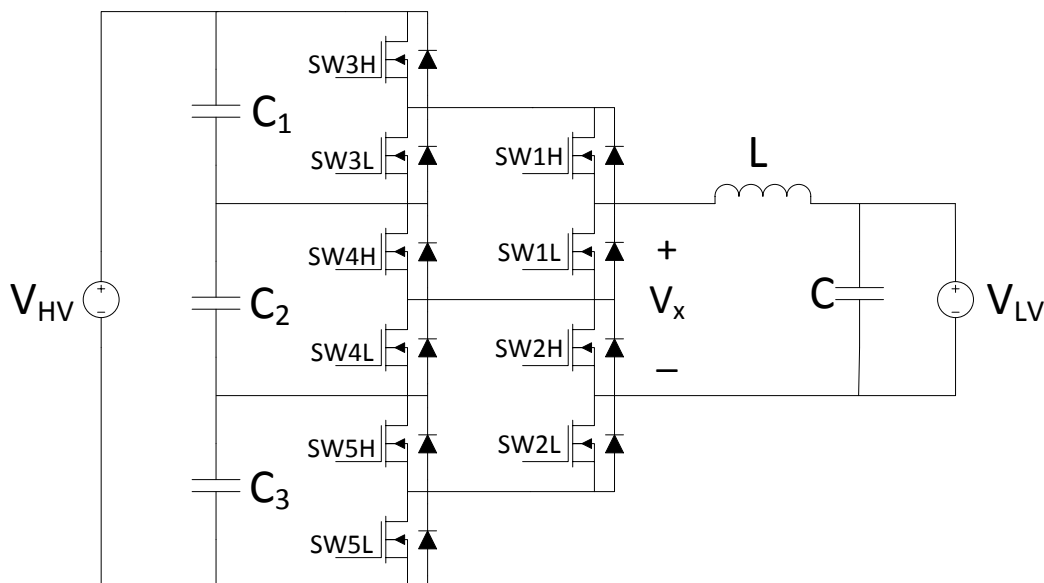 SW3H
C1
SW3L
SW1H
L
SW4H
SW1L
+
VHV
+
−
C2
Vx
C
+
−
VLV
SW4L
SW2H
−
SW5H
SW2L
C3
SW5L